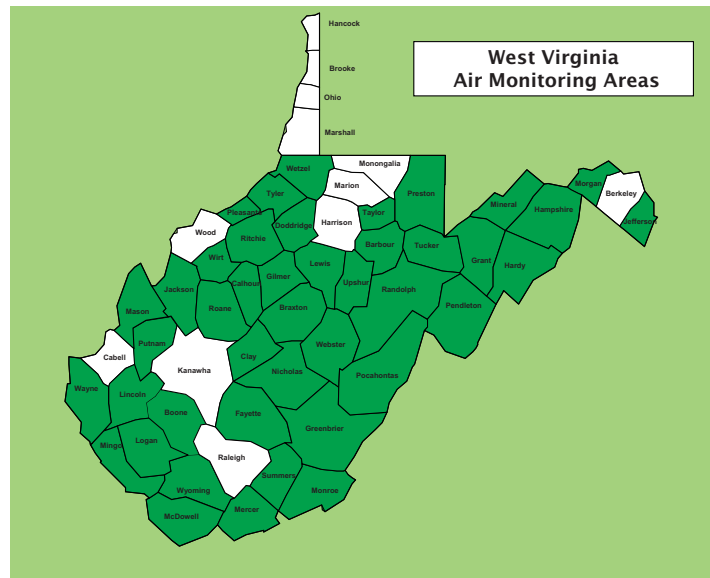 Hancock
West Virginia
Air Monitoring Areas
Brooke
Ohio
Marshall
Monongalia
Wetzel
Marion
Morgan
Berkeley
Tyler
Preston
Mineral
Hampshire
Pleasants
Taylor
Jefferson
Doddridge
Harrison
Wood
Ritchie
Barbour
Tucker
Wirt
Grant
Hardy
Lewis
Gilmer
Calhoun
Upshur
Jackson
Randolph
Pendleton
Roane
Braxton
Mason
Putnam
Webster
Cabell
Clay
Kanawha
Nicholas
Pocahontas
Wayne
Lincoln
Boone
Fayette
Greenbrier
Logan
Mingo
Raleigh
Summers
Wyoming
Monroe
Mercer
McDowell